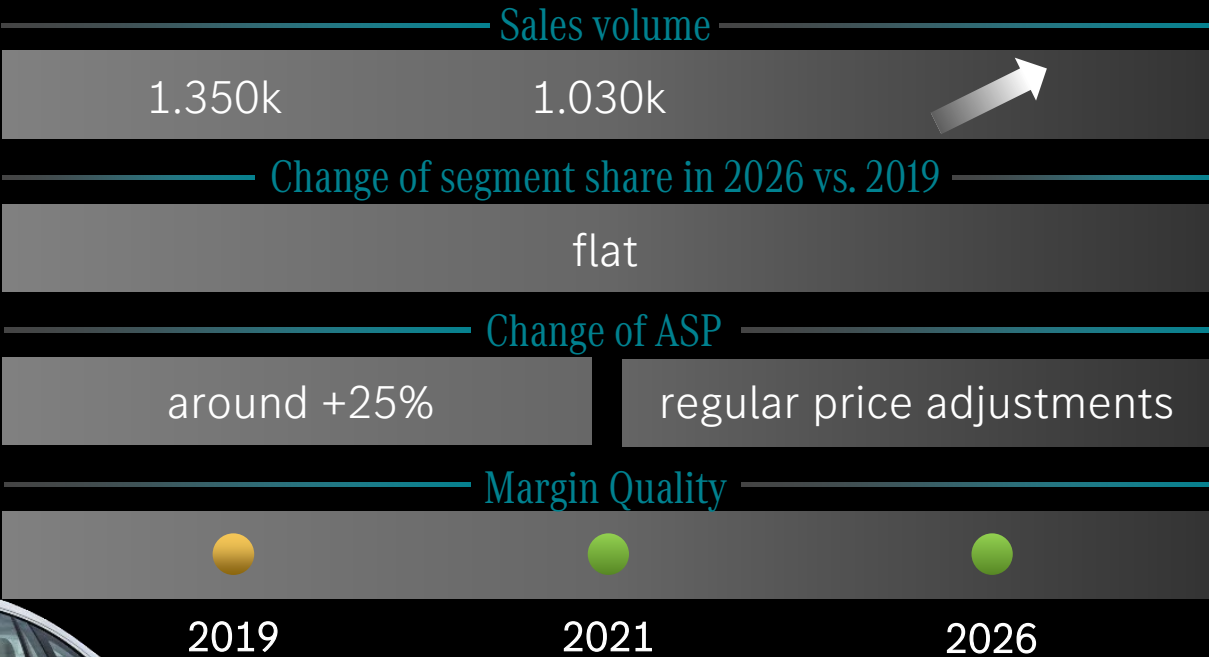 Sales volume
1.350k 1.030k
Change of segment share in 2026 vs. 2019
flat
Change of ASP
around +25% regular price adjustments
Margin Quality
2019 2021 2026